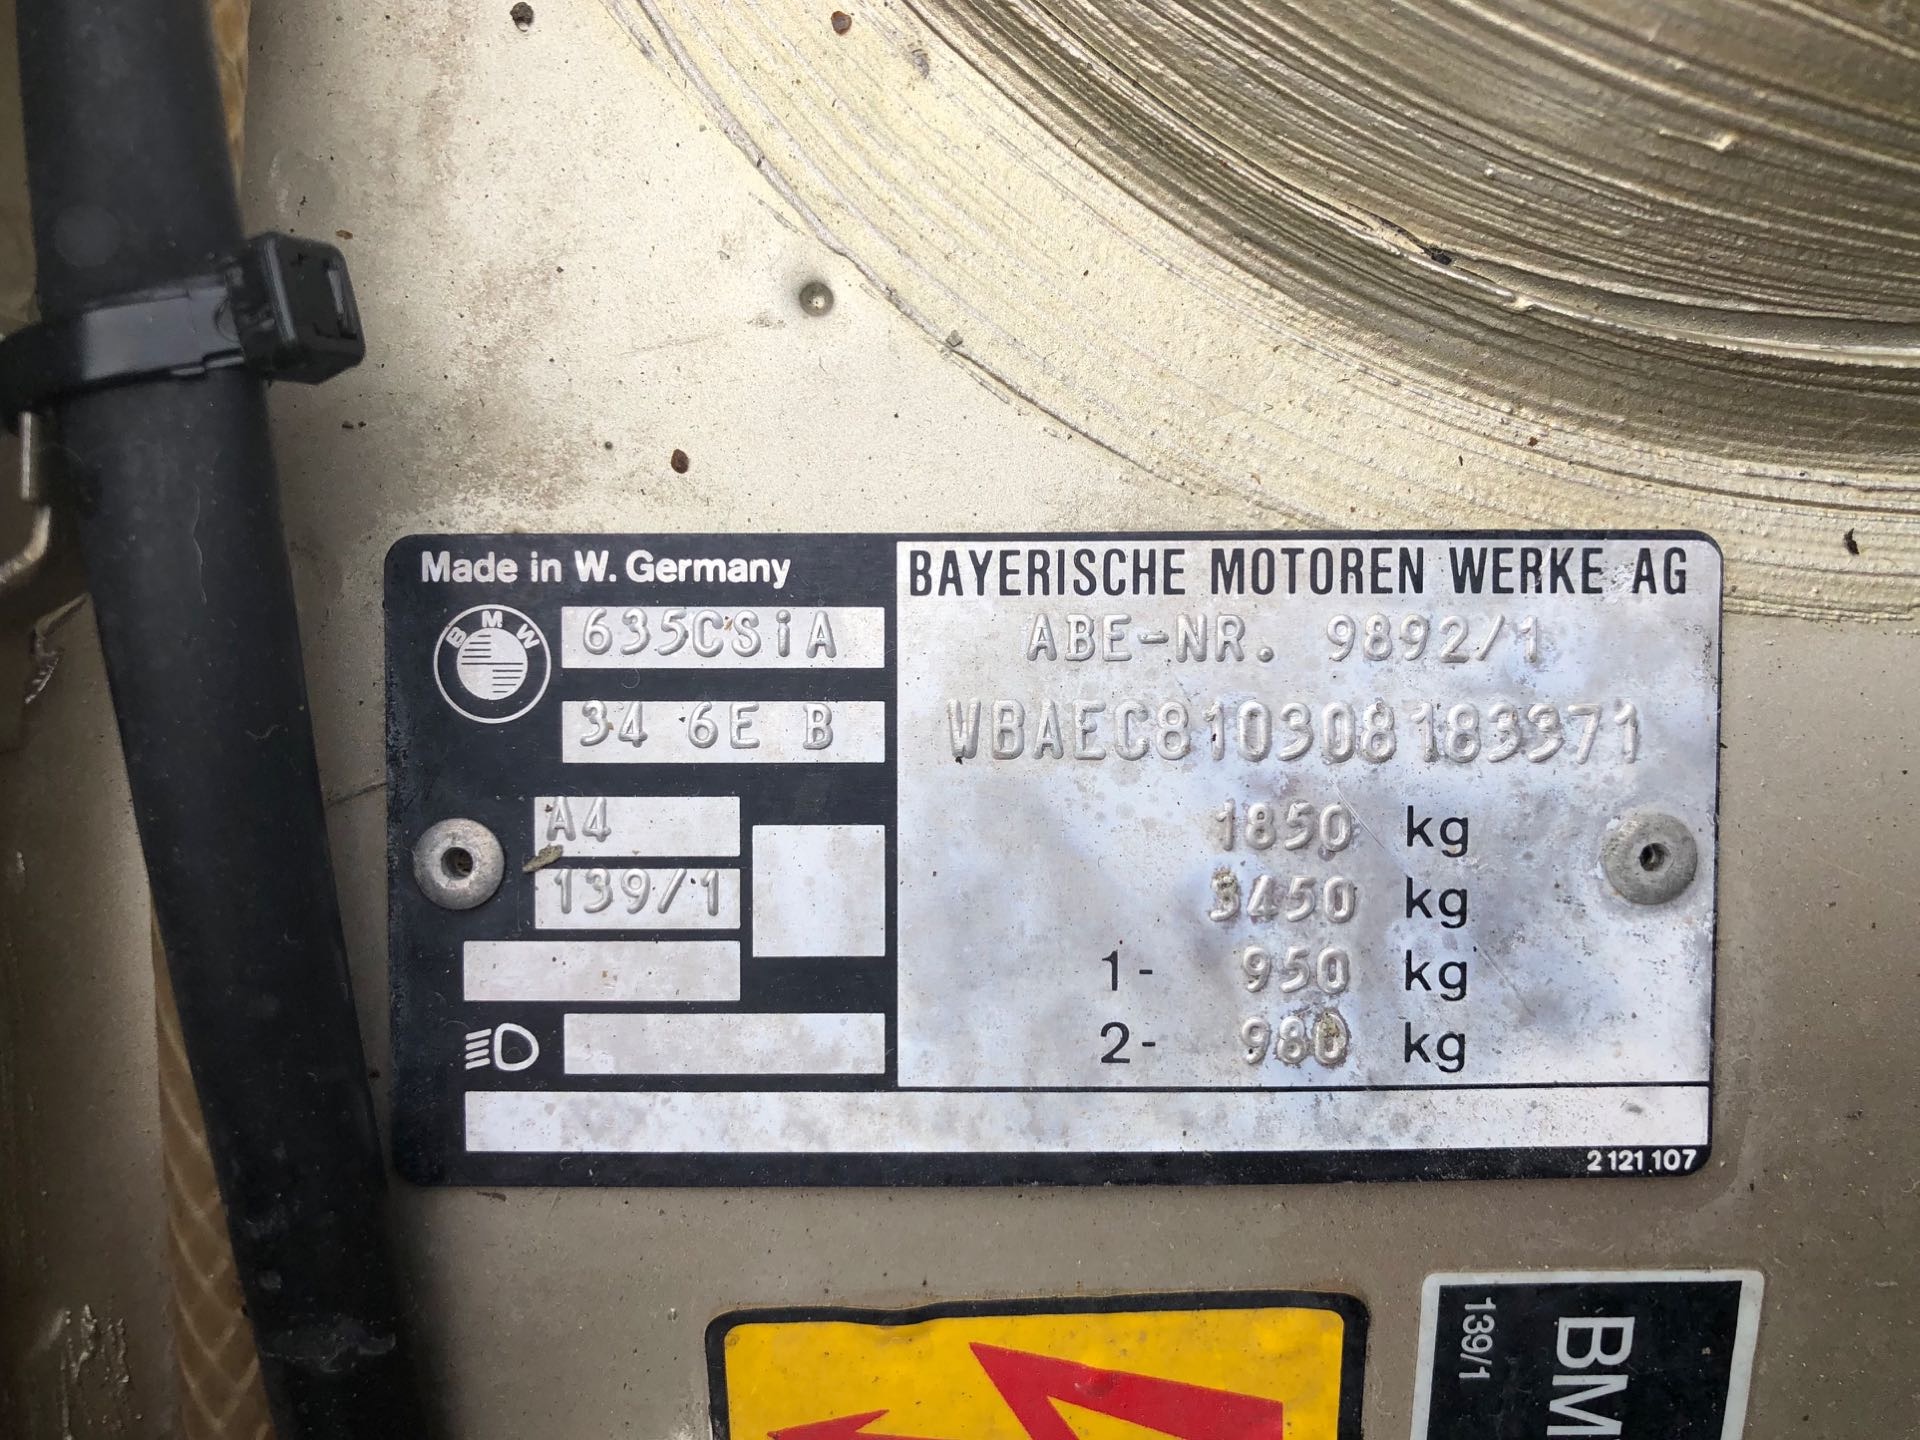 Made in W. Germany
BAYERISCHE MOTOREN WERKE AG
BMW
635CSiA
ABE-NR. 9892/1
34 6E B
WBAEC810308183371
A4
139/1
1850 kg
3450 kg
1- 950 kg
2- 980 kg
2 121 107
139/1
BM